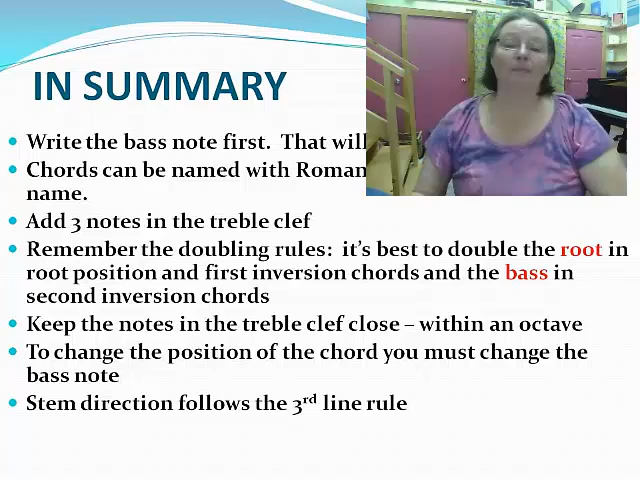 IN SUMMARY
Write the bass note first. That will
Chords can be named with Roman
name.
Add 3 notes in the treble clef
Remember the doubling rules: it's best to double the root in
root position and first inversion chords and the bass in
second inversion chords
Keep the notes in the treble clef close – within an octave
To change the position of the chord you must change the
bass note
Stem direction follows the 3rd line rule